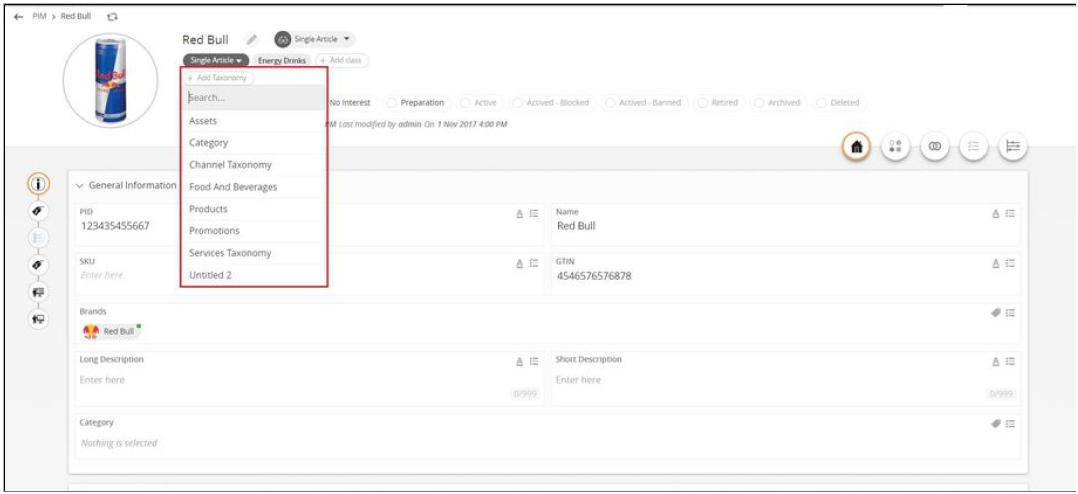 PIM > Red Bull
Red Bull Single Article
Single Article Energy Drinks + Add class
+ Add Taxonomy
Search...
No Interest Preparation Active Actived - Blocked Actived - Banned Retired Archived Deleted
Assets
PM Last modified by admin On 1 Nov 2017 4:00 PM
Category
Channel Taxonomy
Food And Beverages
Products
Promotions
Services Taxonomy
Untitled 2
General Information
PID
123435455667
Name
Red Bull
SKU
Enter here
GTIN
4546576576878
Brands
Red Bull
Long Description
Enter here
0/999
Short Description
Enter here
0/999
Category
Nothing is selected